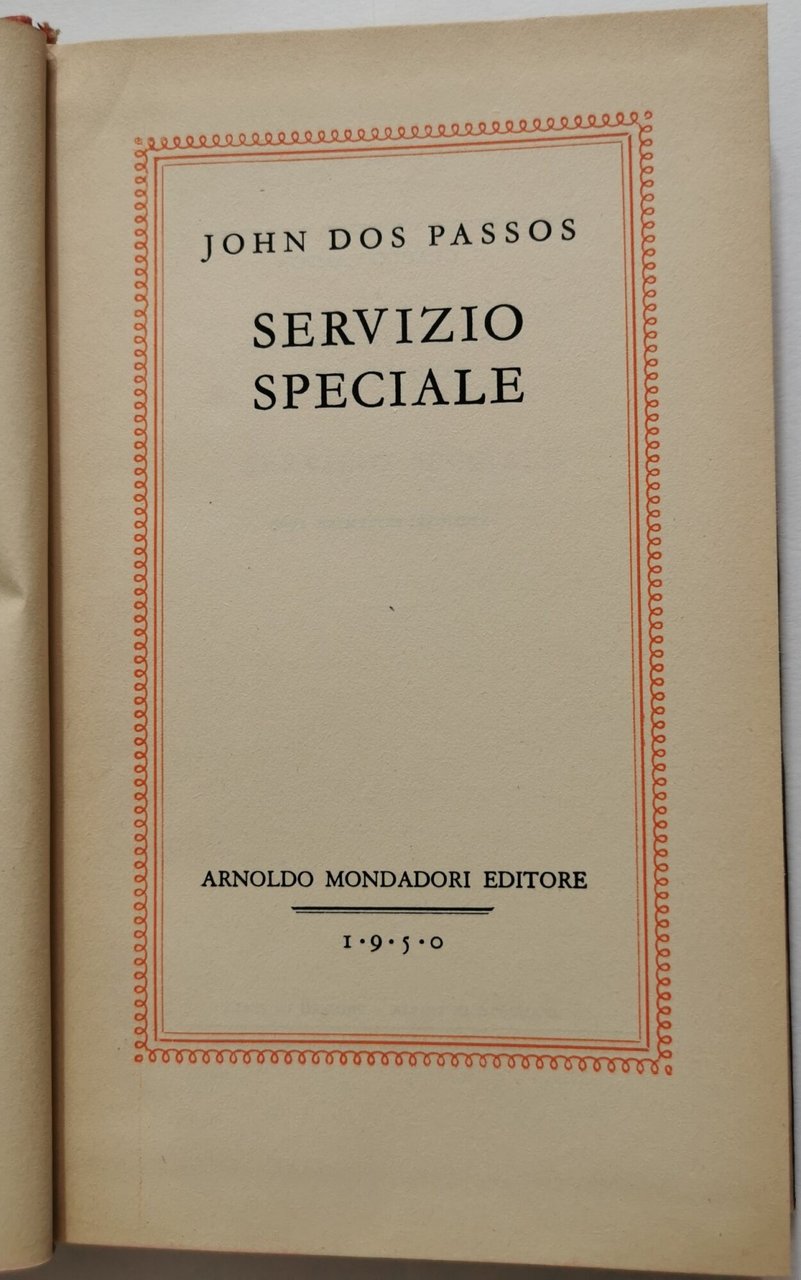 JOHN DOS PASSOS
SERVIZIO
SPECIALE
ARNOLDO MONDADORI EDITORE
1•9•5•0